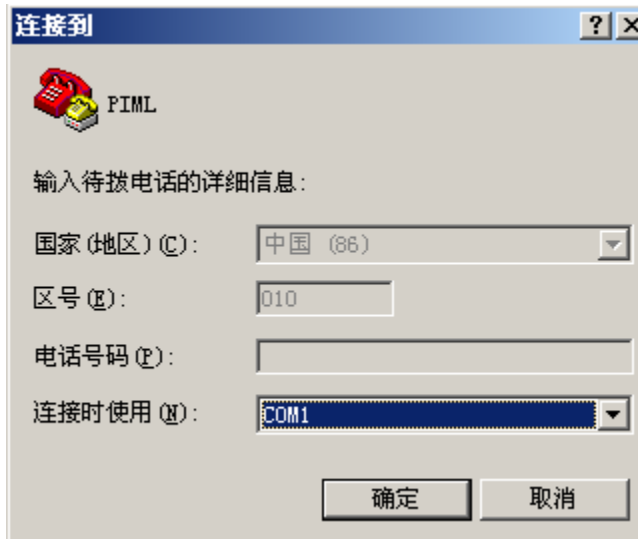 连接到
PIML
输入待拨电话的详细信息:
国家(地区)(C): 中国 (86)
区号(E): 010
电话号码(P):
连接时使用(N): COM1
确定 取消